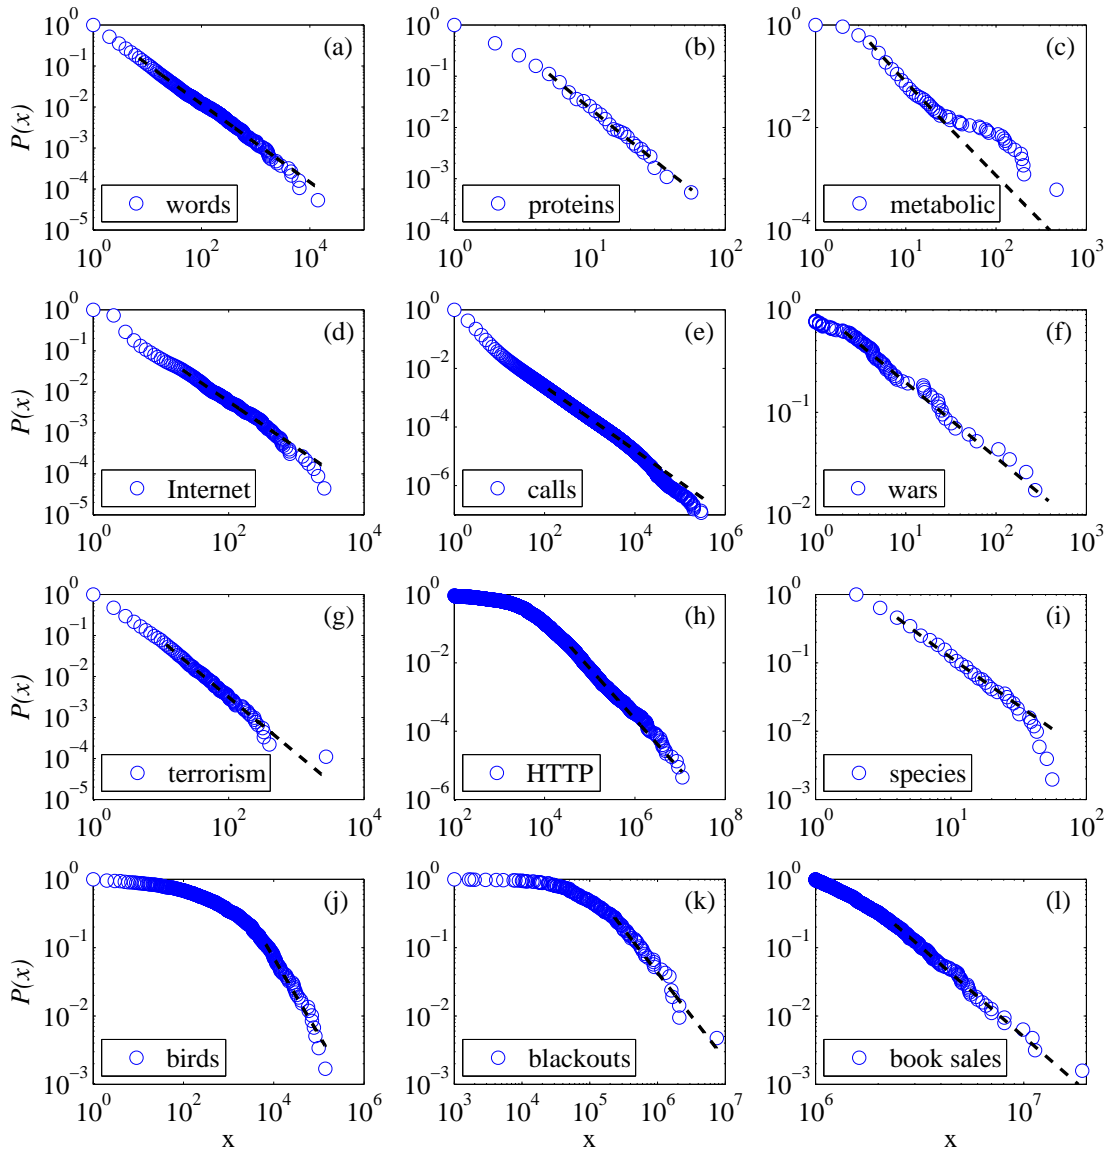 (a)
P(x)
10^0
10^-1
10^-2
10^-3
10^-4
10^-5
words
10^0 10^2 10^4
(b)
10^0
10^-1
10^-2
10^-3
10^-4
proteins
10^0 10^1 10^2
(c)
10^0
10^-2
10^-4
metabolic
10^0 10^1 10^2 10^3
(d)
P(x)
10^0
10^-1
10^-2
10^-3
10^-4
10^-5
Internet
10^0 10^2 10^4
(e)
10^0
10^-2
10^-4
10^-6
calls
10^0 10^2 10^4 10^6
(f)
10^0
10^-1
10^-2
wars
10^0 10^1 10^2 10^3
(g)
P(x)
10^0
10^-1
10^-2
10^-3
10^-4
10^-5
terrorism
10^0 10^2 10^4
(h)
10^0
10^-2
10^-4
10^-6
HTTP
10^2 10^4 10^6 10^8
(i)
10^0
10^-1
10^-2
10^-3
species
10^0 10^1 10^2
(j)
P(x)
10^0
10^-1
10^-2
10^-3
birds
10^0 10^2 10^4 10^6
x
(k)
10^0
10^-1
10^-2
10^-3
blackouts
10^3 10^4 10^5 10^6 10^7
x
(l)
10^0
10^-1
10^-2
10^-3
book sales
10^6 10^7
x